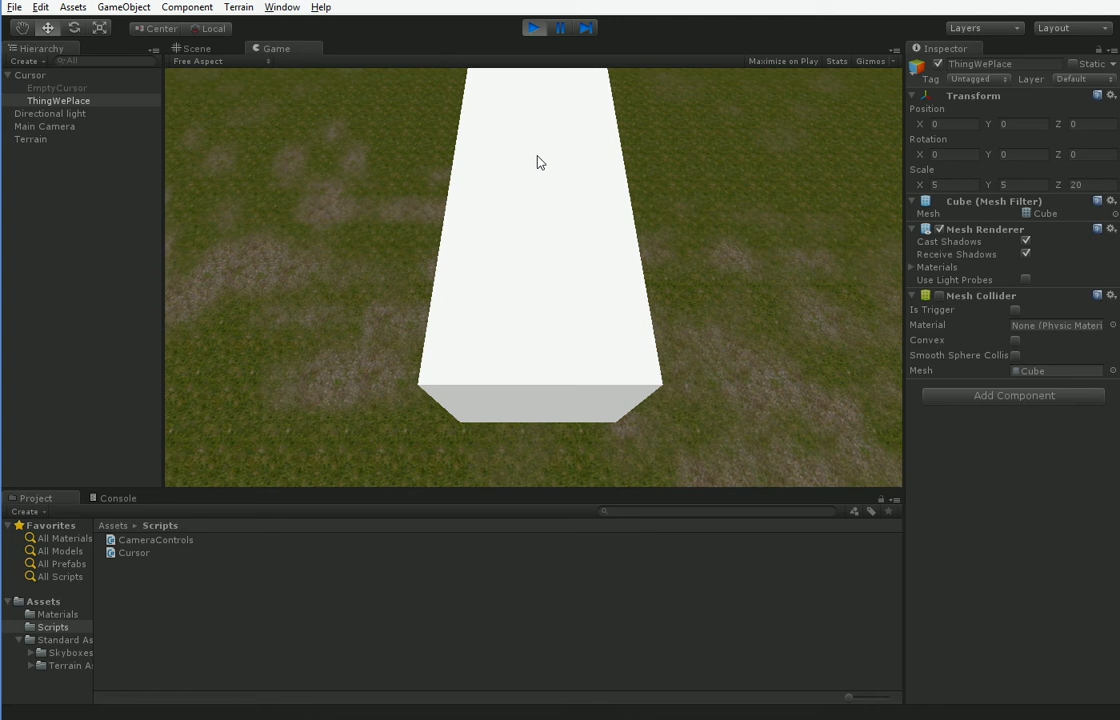 File Edit Assets GameObject Component Terrain Window Help
Center Local Layers Layout
Hierarchy Scene Game Inspector
Create All Free Aspect Maximize on Play Stats Gizmos
Cursor
EmptyCursor
ThingWePlace
Directional light
Main Camera
Terrain
ThingWePlace Static
Tag Untagged Layer Default
Transform
Position
X 0 Y 0 Z 0
Rotation
X 0 Y 0 Z 0
Scale
X 5 Y 5 Z 20
Cube (Mesh Filter)
Mesh Cube
Mesh Renderer
Cast Shadows
Receive Shadows
Materials
Use Light Probes
Mesh Collider
Is Trigger
Material None (Physic Materi
Convex
Smooth Sphere Collis
Mesh Cube
Add Component
Project Console
Create
Favorites
All Materials
All Models
All Prefabs
All Scripts
Assets
Materials
Scripts
Standard As
Skyboxes
Terrain As
Assets Scripts
CameraControls
Cursor